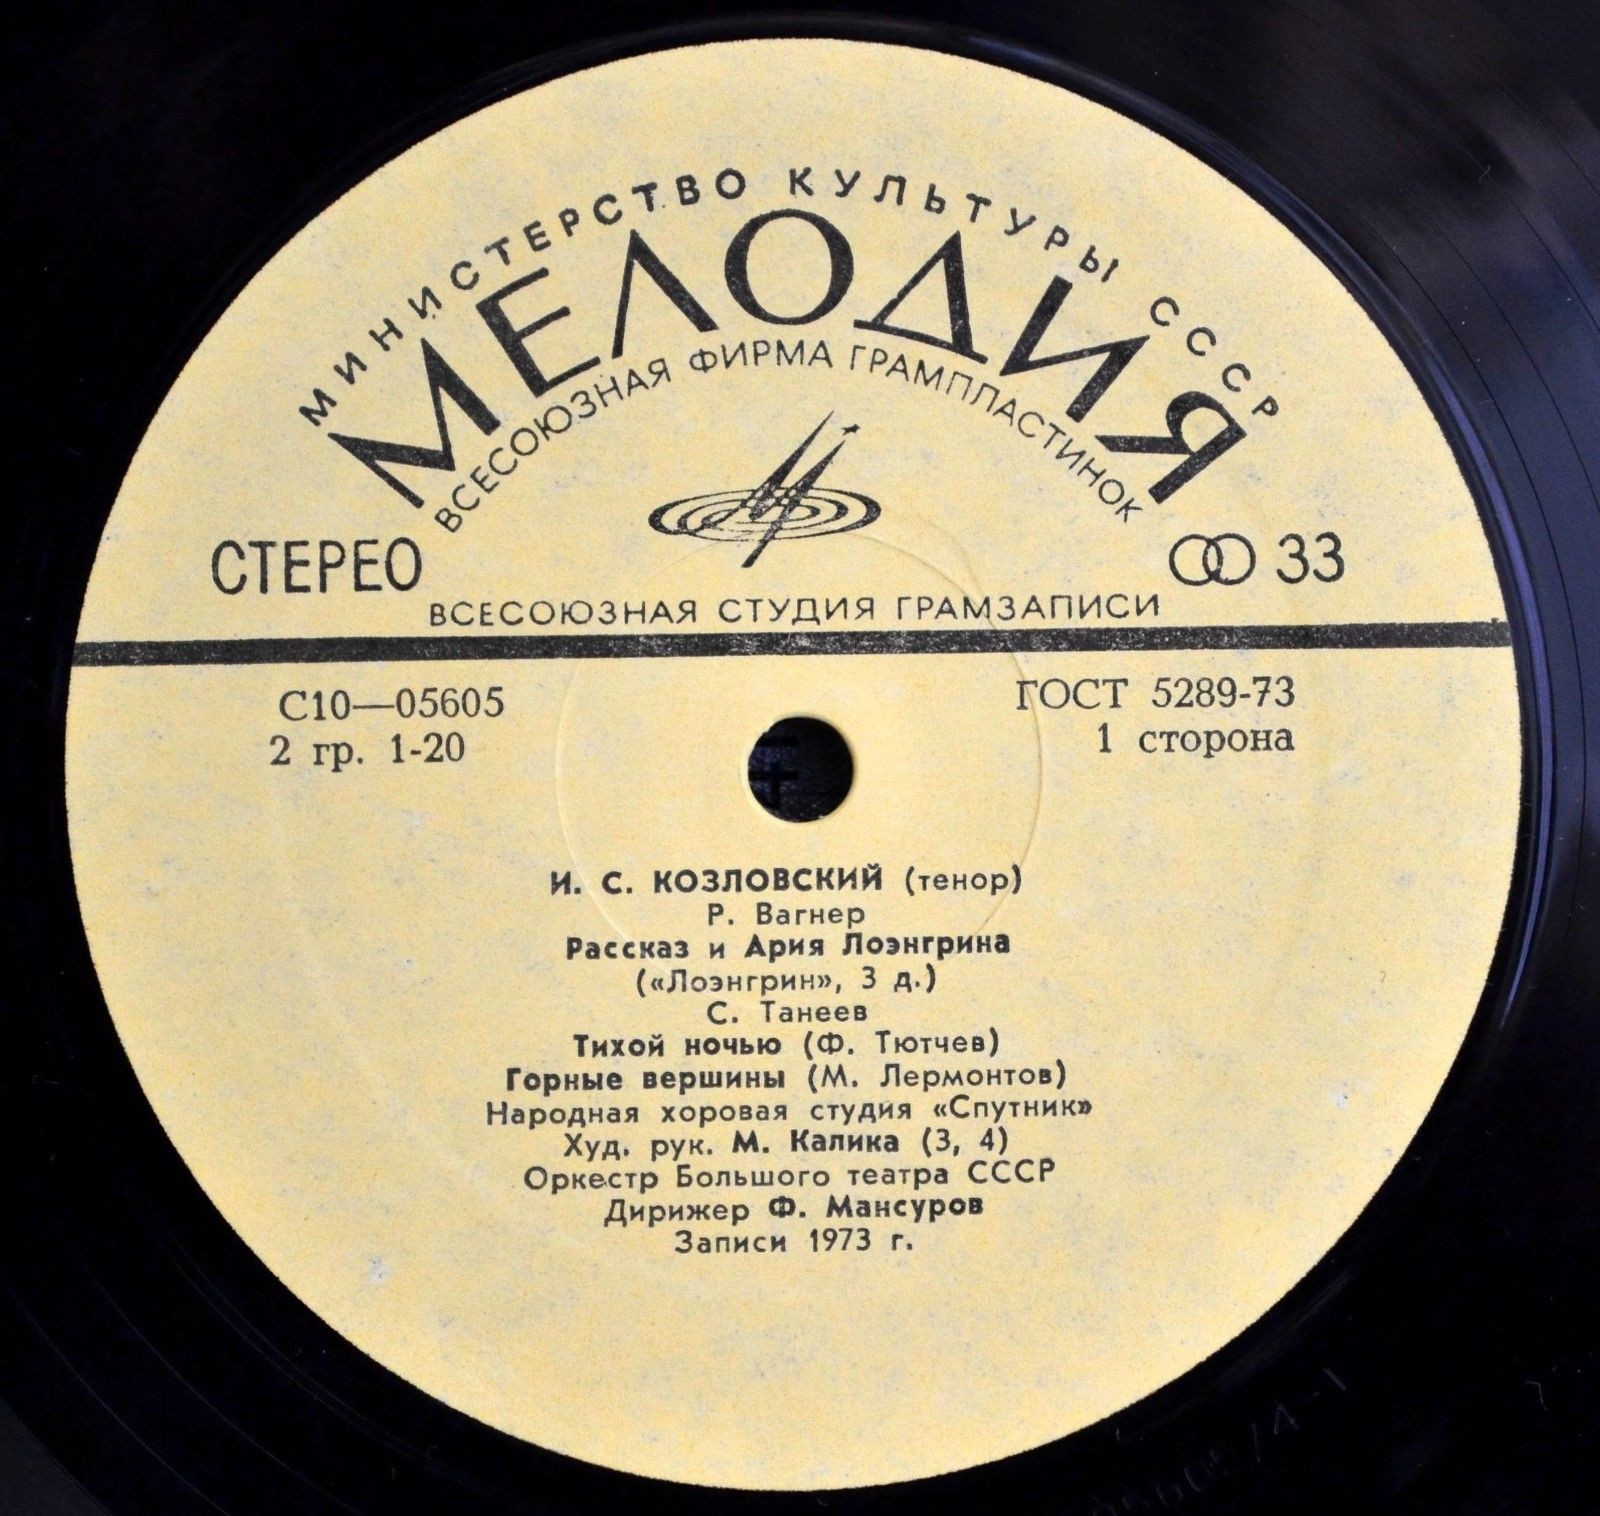 МИНИСТЕРСТВО КУЛЬТУРЫ СССР
МЕЛОДИЯ
ВСЕСОЮЗНАЯ ФИРМА ГРАМПЛАСТИНОК
СТЕРЕО
33
ВСЕСОЮЗНАЯ СТУДИЯ ГРАМЗАПИСИ
С10—05605
ГОСТ 5289-73
2 гр. 1-20
1 сторона
И. С. КОЗЛОВСКИЙ (тенор)
Р. Вагнер
Рассказ и Ария Лоэнгрина
(«Лоэнгрин», 3 д.)
С. Танеев
Тихой ночью (Ф. Тютчев)
Горные вершины (М. Лермонтов)
Народная хоровая студия «Спутник»
Худ. рук. М. Калика (3, 4)
Оркестр Большого театра СССР
Дирижер Ф. Мансуров
Записи 1973 г.